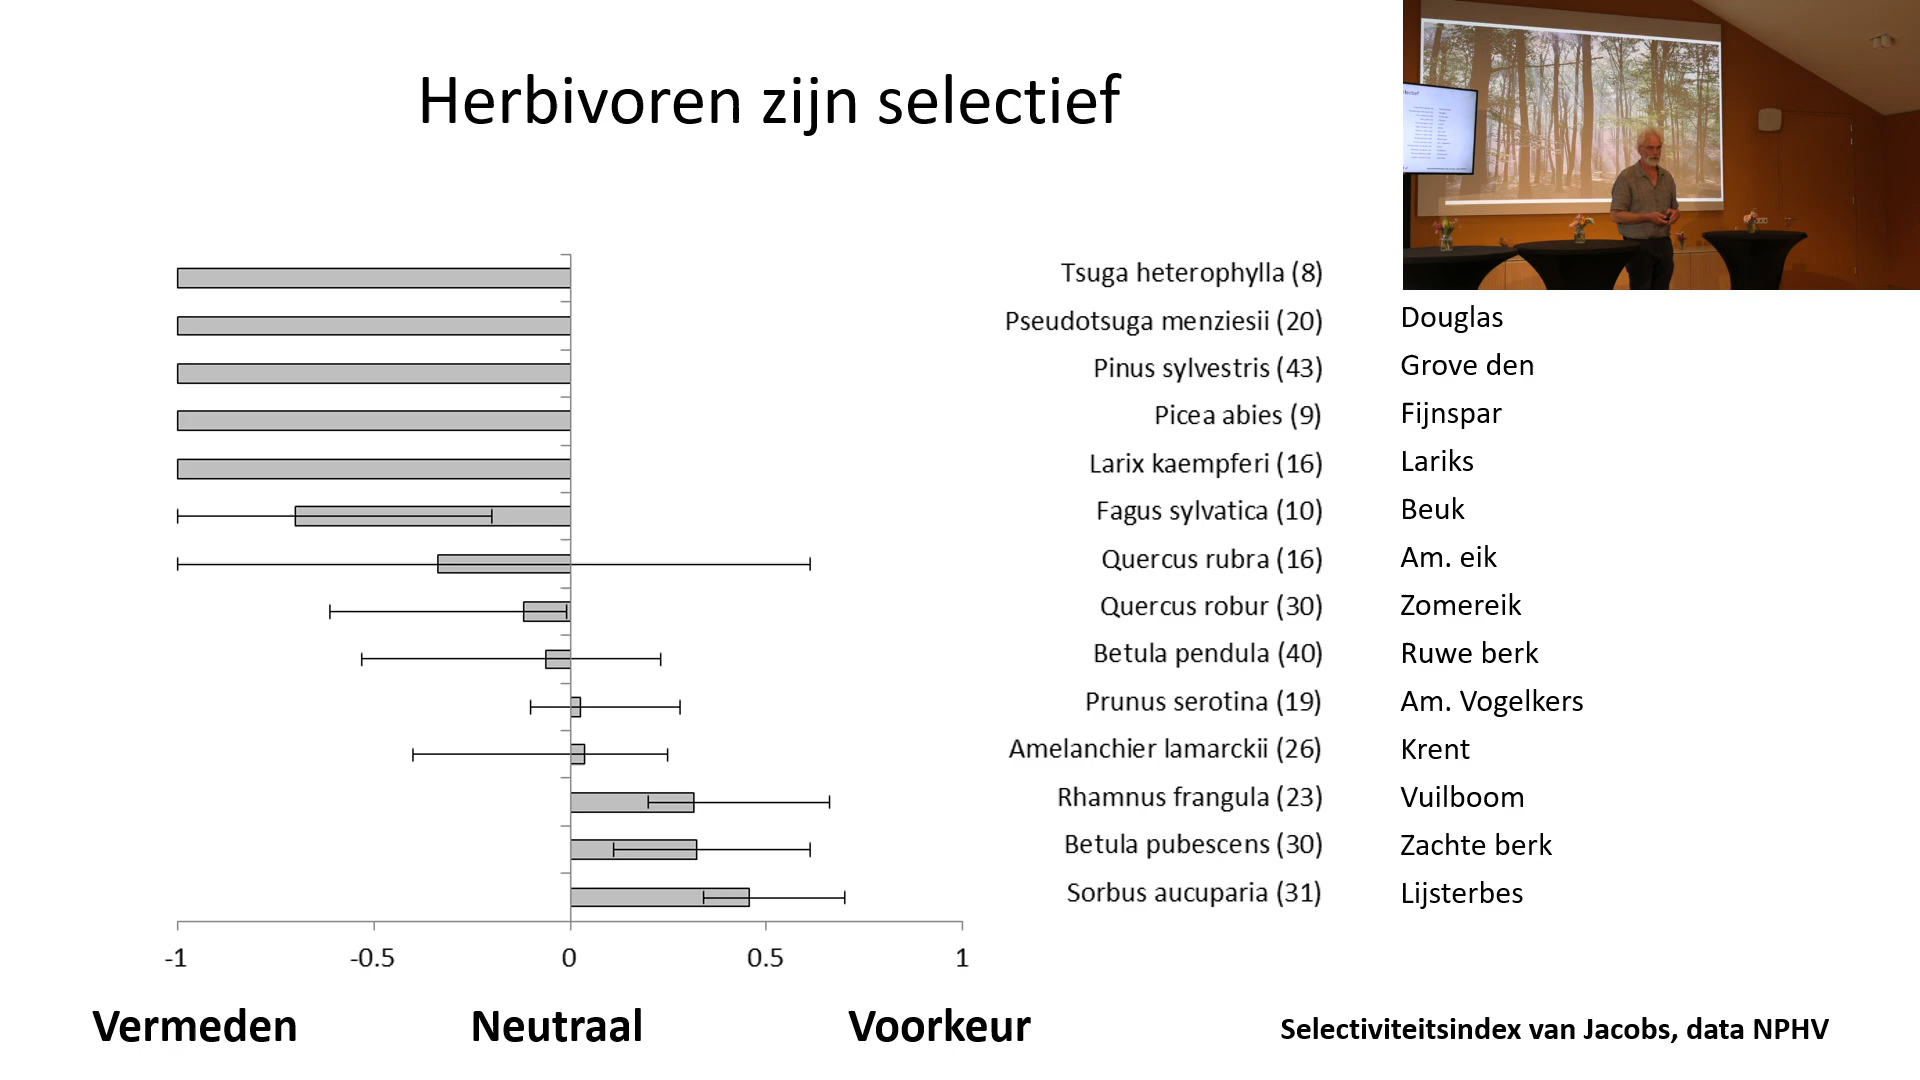 Herbivoren zijn selectief
Tsuga heterophylla (8)
Pseudotsuga menziesii (20) Douglas
Pinus sylvestris (43) Grove den
Picea abies (9) Fijnspar
Larix kaempferi (16) Lariks
Fagus sylvatica (10) Beuk
Quercus rubra (16) Am. eik
Quercus robur (30) Zomereik
Betula pendula (40) Ruwe berk
Prunus serotina (19) Am. Vogelkers
Amelanchier lamarckii (26) Krent
Rhamnus frangula (23) Vuilboom
Betula pubescens (30) Zachte berk
Sorbus aucuparia (31) Lijsterbes
-1 -0.5 0 0.5 1
Vermeden Neutraal Voorkeur
Selectiviteitsindex van Jacobs, data NPHV